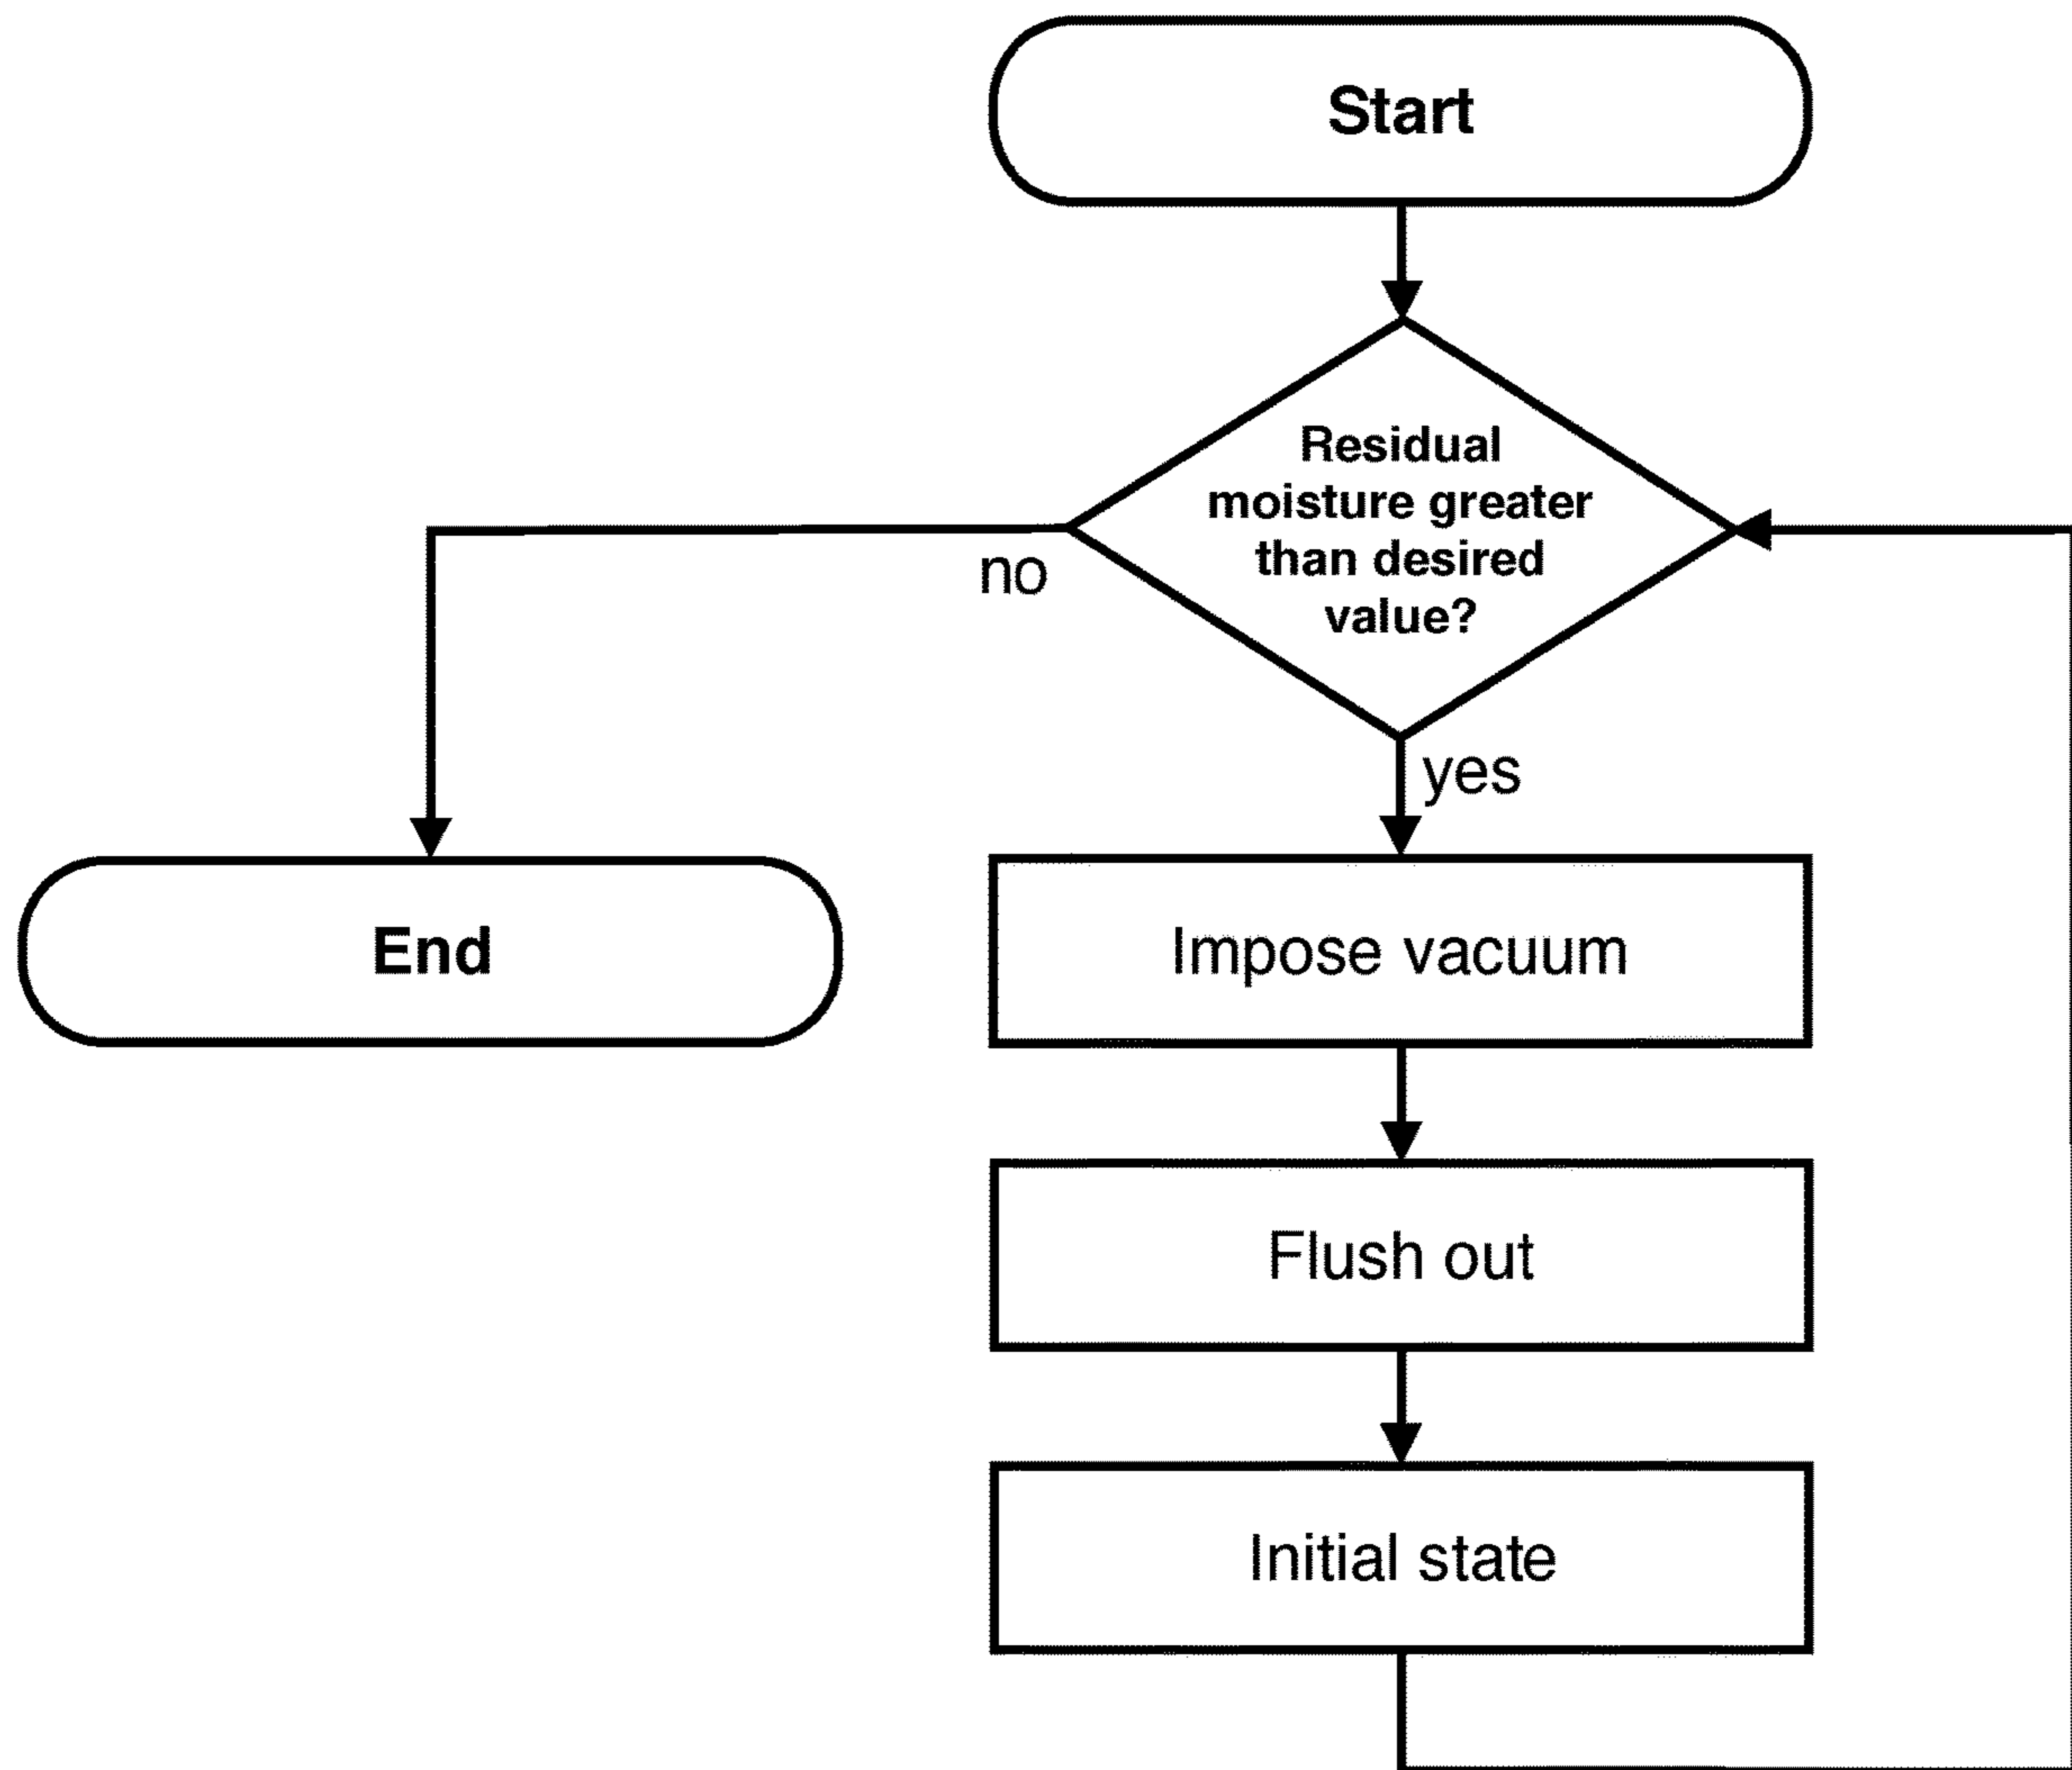 Start
Residual
moisture greater
than desired
value?
no
yes
End
Impose vacuum
Flush out
Initial state